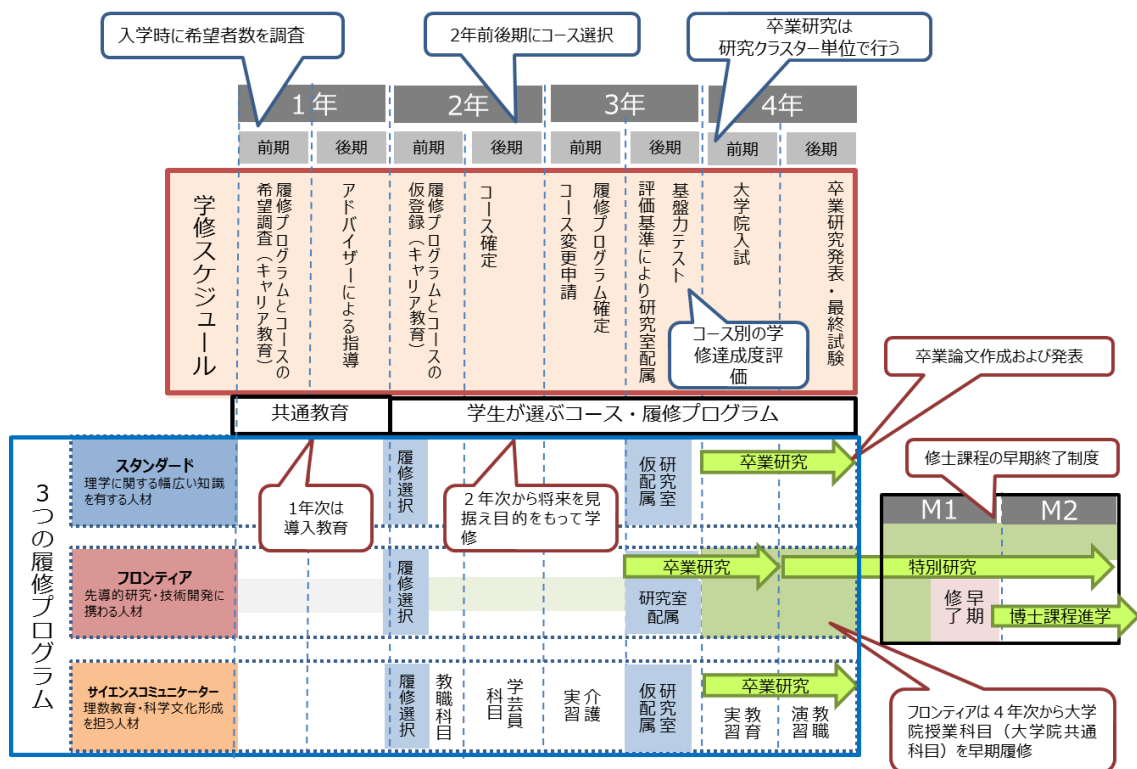 入学時に希望者数を調査
2年前後期にコース選択
卒業研究は
研究クラスター単位で行う
１年
2年
3年
4年
前期
後期
前期
後期
前期
後期
前期
後期
学修スケジュール
履修プログラムとコースの
希望調査（キャリア教育）
アドバイザーによる指導
履修プログラムとコースの
仮登録（キャリア教育）
コース確定
履修プログラム確定
コース変更申請
基盤力テスト
評価基準により研究室配属
大学院入試
卒業研究発表・最終試験
コース別の学
修達成度評
価
卒業論文作成および発表
共通教育
学生が選ぶコース・履修プログラム
3つの履修プログラム
スタンダード
理学に関する幅広い知識
を有する人材
1年次は
導入教育
履修選択
２年次から将来を見
据え目的をもって学
修
研究室
仮配属
卒業研究
修士課程の早期終了制度
M1
M2
フロンティア
先導的研究・技術開発に
携わる人材
履修選択
卒業研究
研究室
配属
特別研究
早期
修了
博士課程進学
サイエンスコミュニケーター
理数教育・科学文化形成
を担う人材
履修選択
教職科目
学芸員
科目
介護
実習
研究室
仮配属
卒業研究
教育
実習
教職
演習
フロンティアは４年次から大学
院授業科目（大学院共通
科目）を早期履修